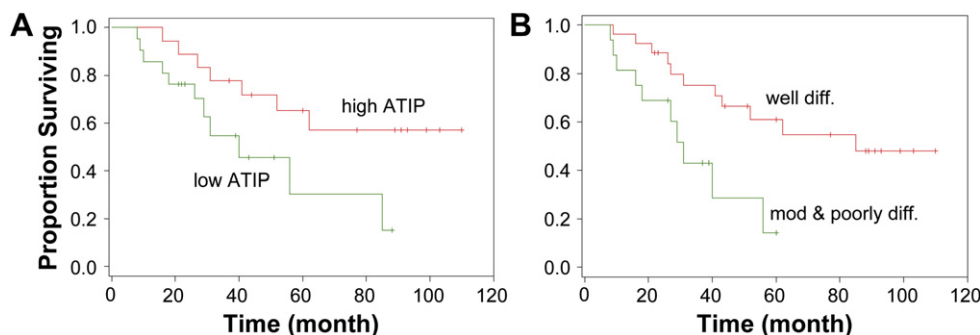 A
Proportion Surviving
1.0
0.8
0.6
0.4
0.2
0.0
high ATIP
low ATIP
0 20 40 60 80 100 120
Time (month)
B
1.0
0.8
0.6
0.4
0.2
0.0
well diff.
mod & poorly diff.
0 20 40 60 80 100 120
Time (month)